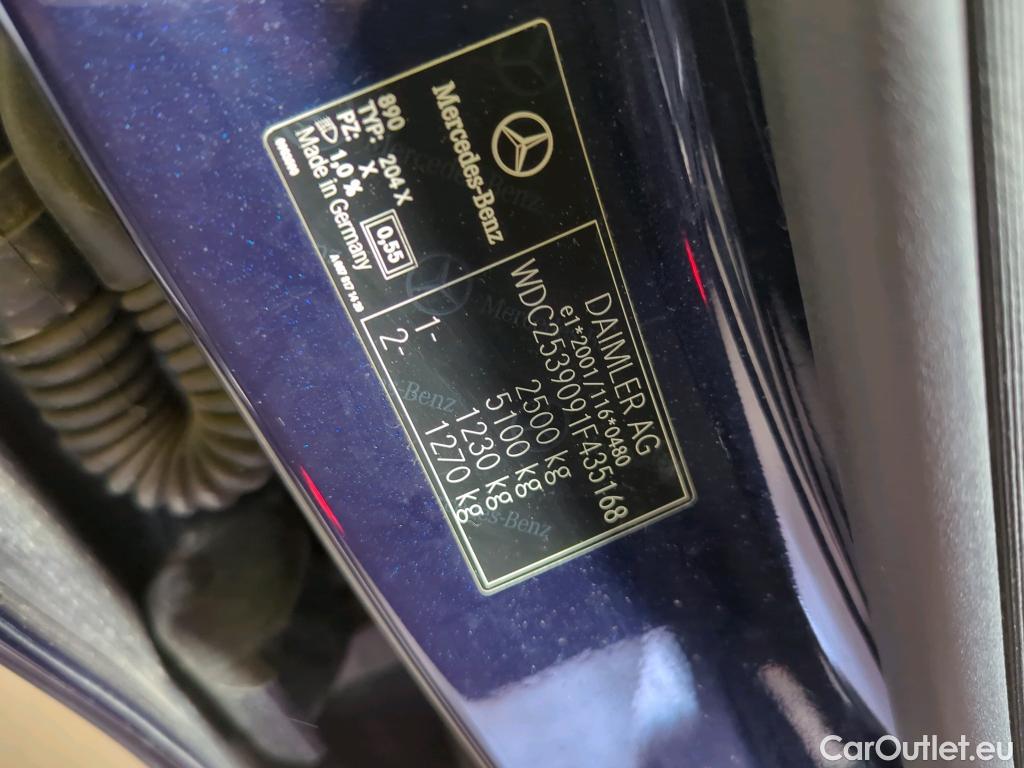 Mercedes-Benz
DAIMLER AG
e1*2001/116*0480
WDC2539091F435168
2500 kg
5100 kg
1- 1230 kg
2- 1270 kg
890
TYP: 204 X
PZ: X
1,0 %
0,55
Made in Germany
CarOutlet.eu